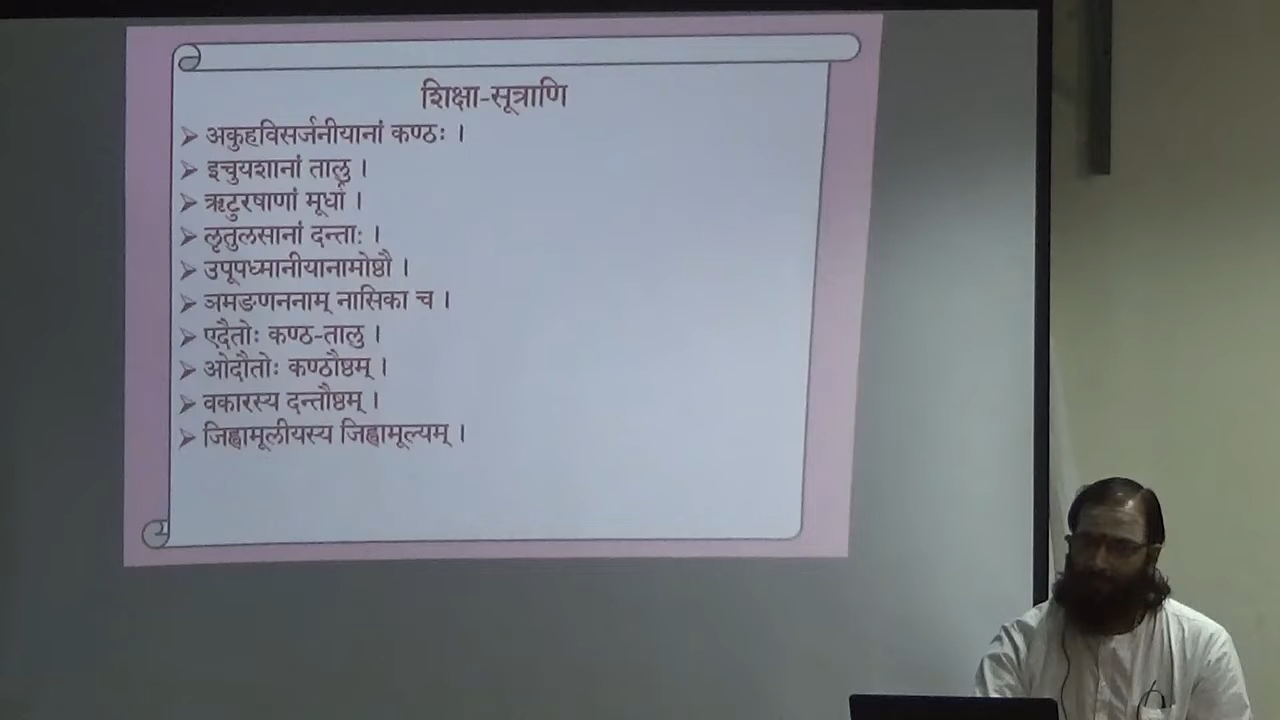 शिक्षा-सूत्राणि
➢ अकुहविसर्जनीयानां कण्ठः ।
➢ इचुयशानां तालु ।
➢ ऋटुरषाणां मूर्धा ।
➢ लृतुलसानां दन्ताः ।
➢ उपूपध्मानीयानामोष्ठौ ।
➢ ञमङणननाम् नासिका च ।
➢ एदैतोः कण्ठ-तालु ।
➢ ओदौतोः कण्ठौष्ठम् ।
➢ वकारस्य दन्तौष्ठम् ।
➢ जिह्वामूलीयस्य जिह्वामूल्यम् ।